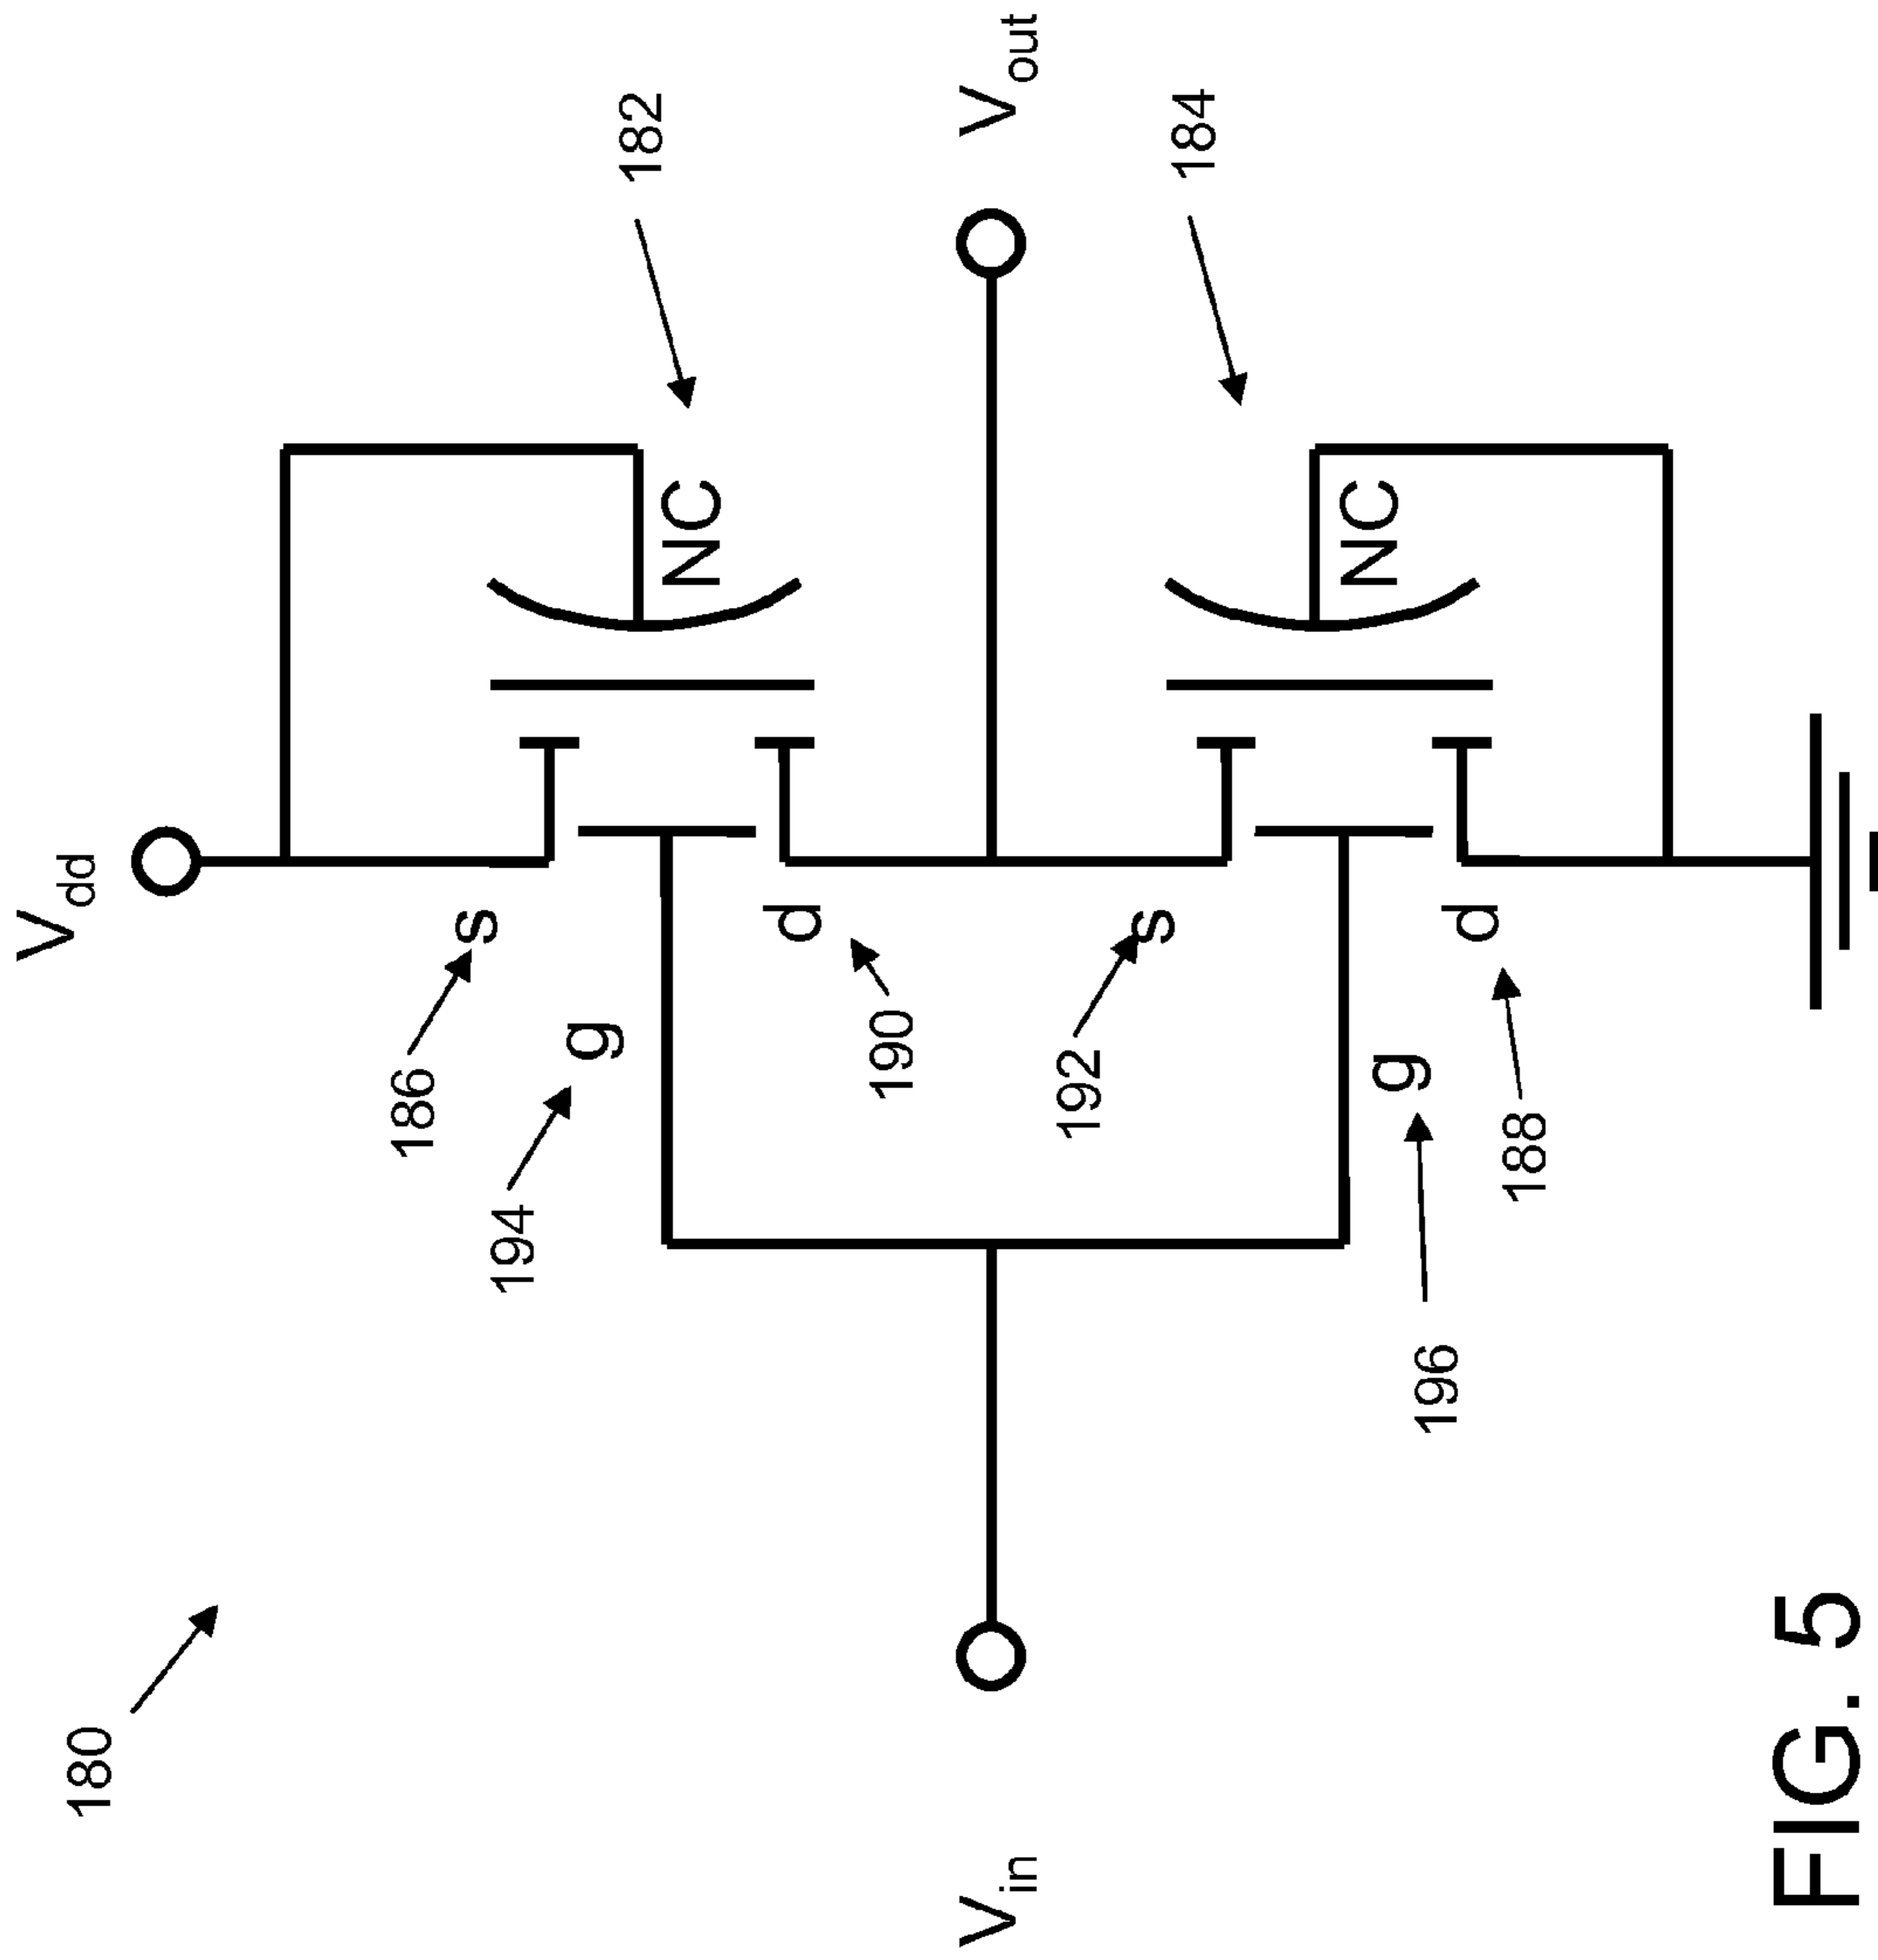 180
V_dd
186
s
182
194
g
NC
d
190
V_in
V_out
192
s
184
g
196
NC
d
188
FIG. 5